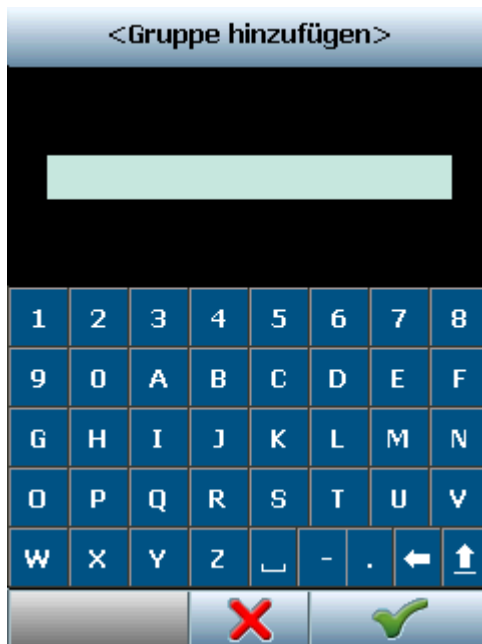 <Gruppe hinzufügen>
1 2 3 4 5 6 7 8
9 0 A B C D E F
G H I J K L M N
O P Q R S T U V
W X Y Z - .